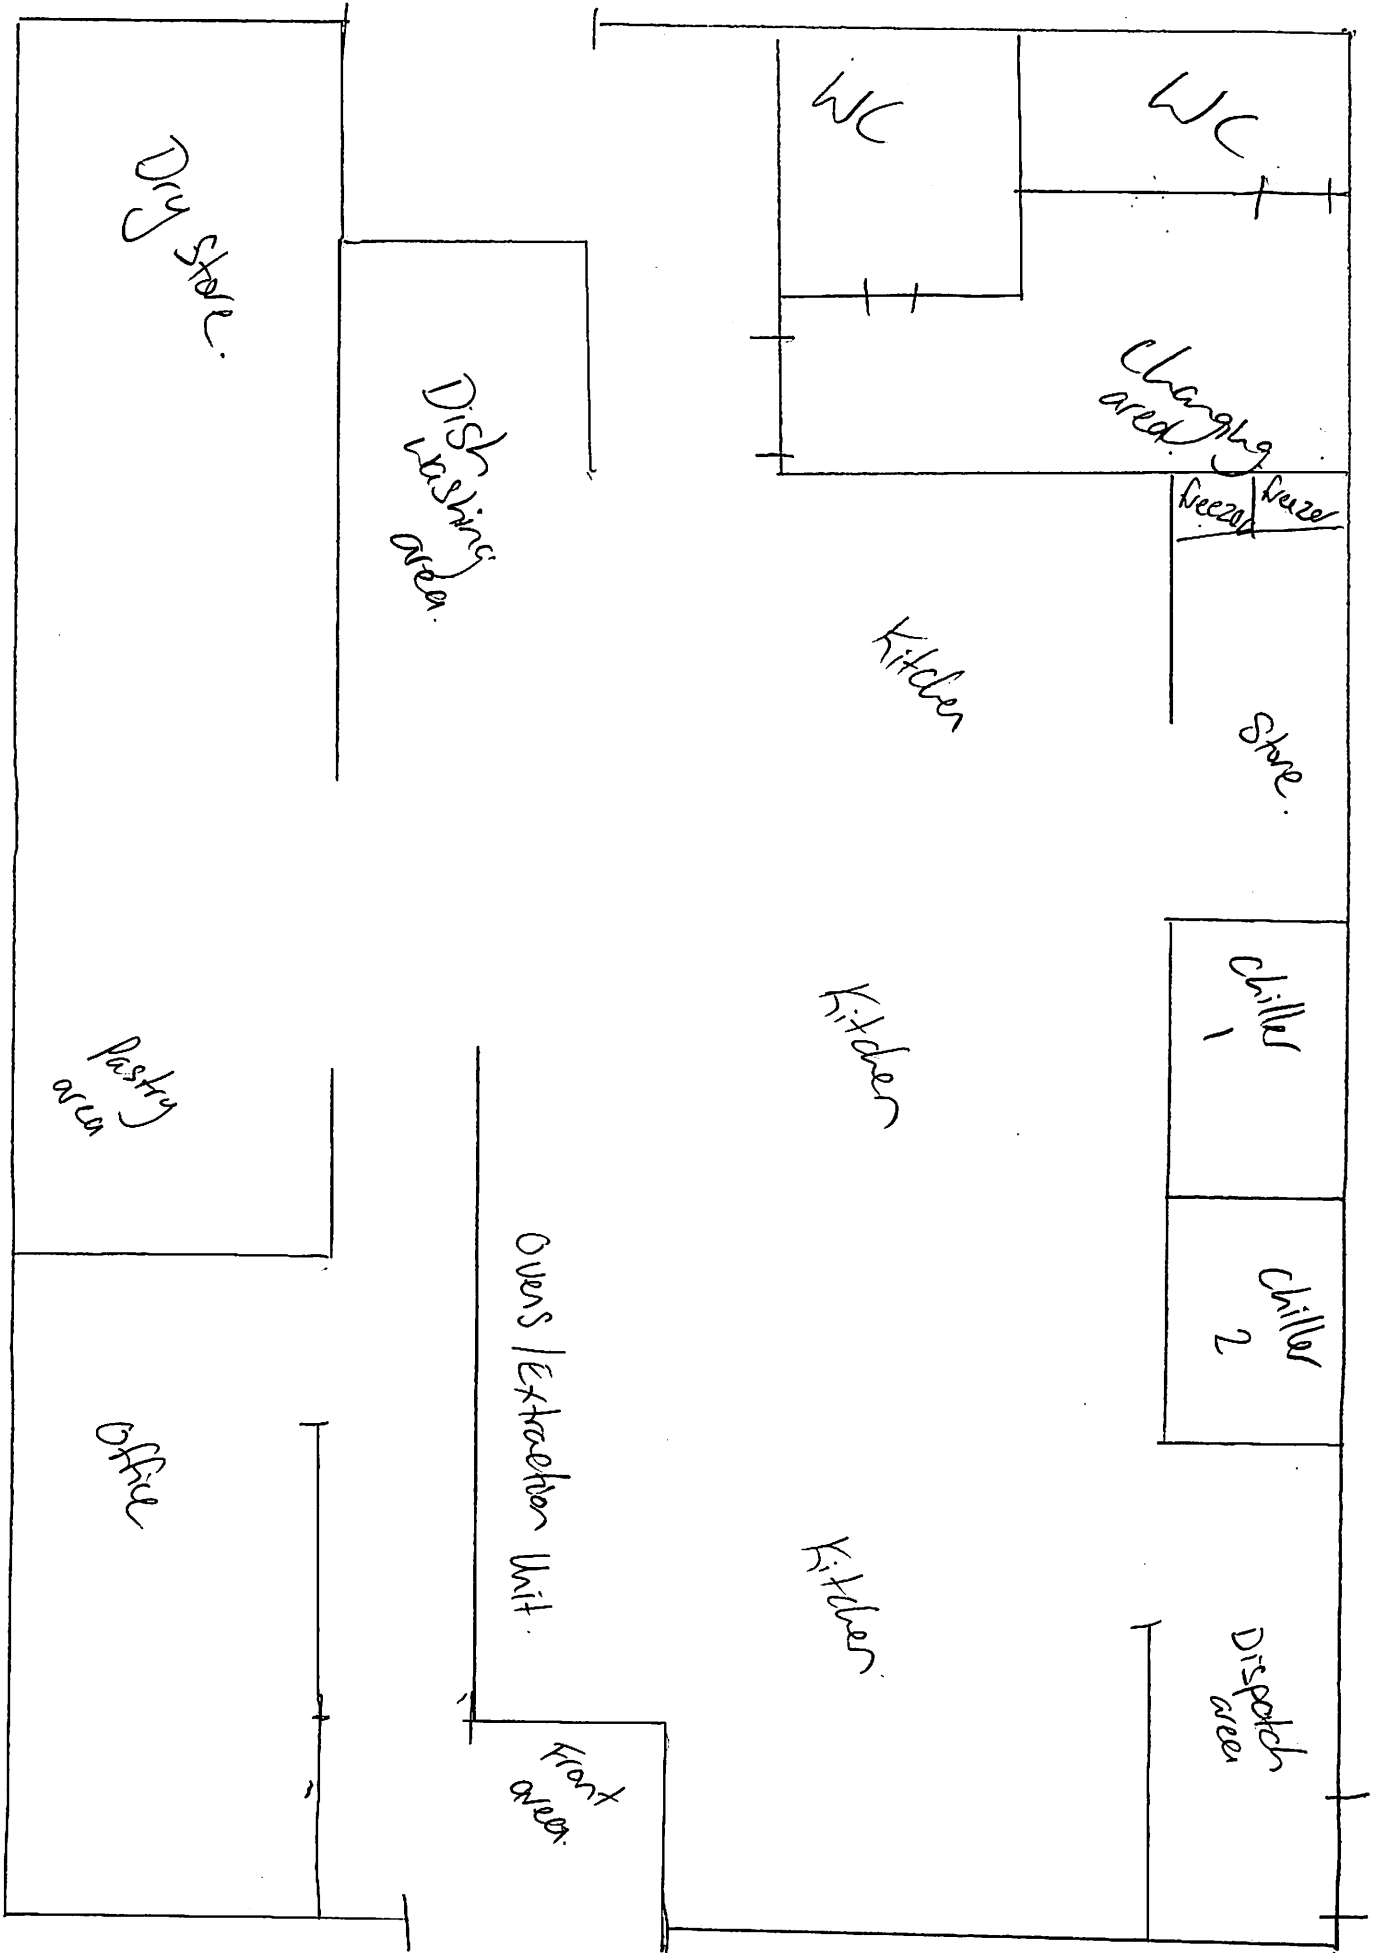 WC
WC
Dry Store.
Changing
area.
Dish
washing
area.
freezer
freezer
Kitchen
Store.
Chiller
1
Kitchen
Pastry
area
Chiller
2
Ovens/Extraction Unit.
Office
Kitchen.
Dispatch
area
Front
area.